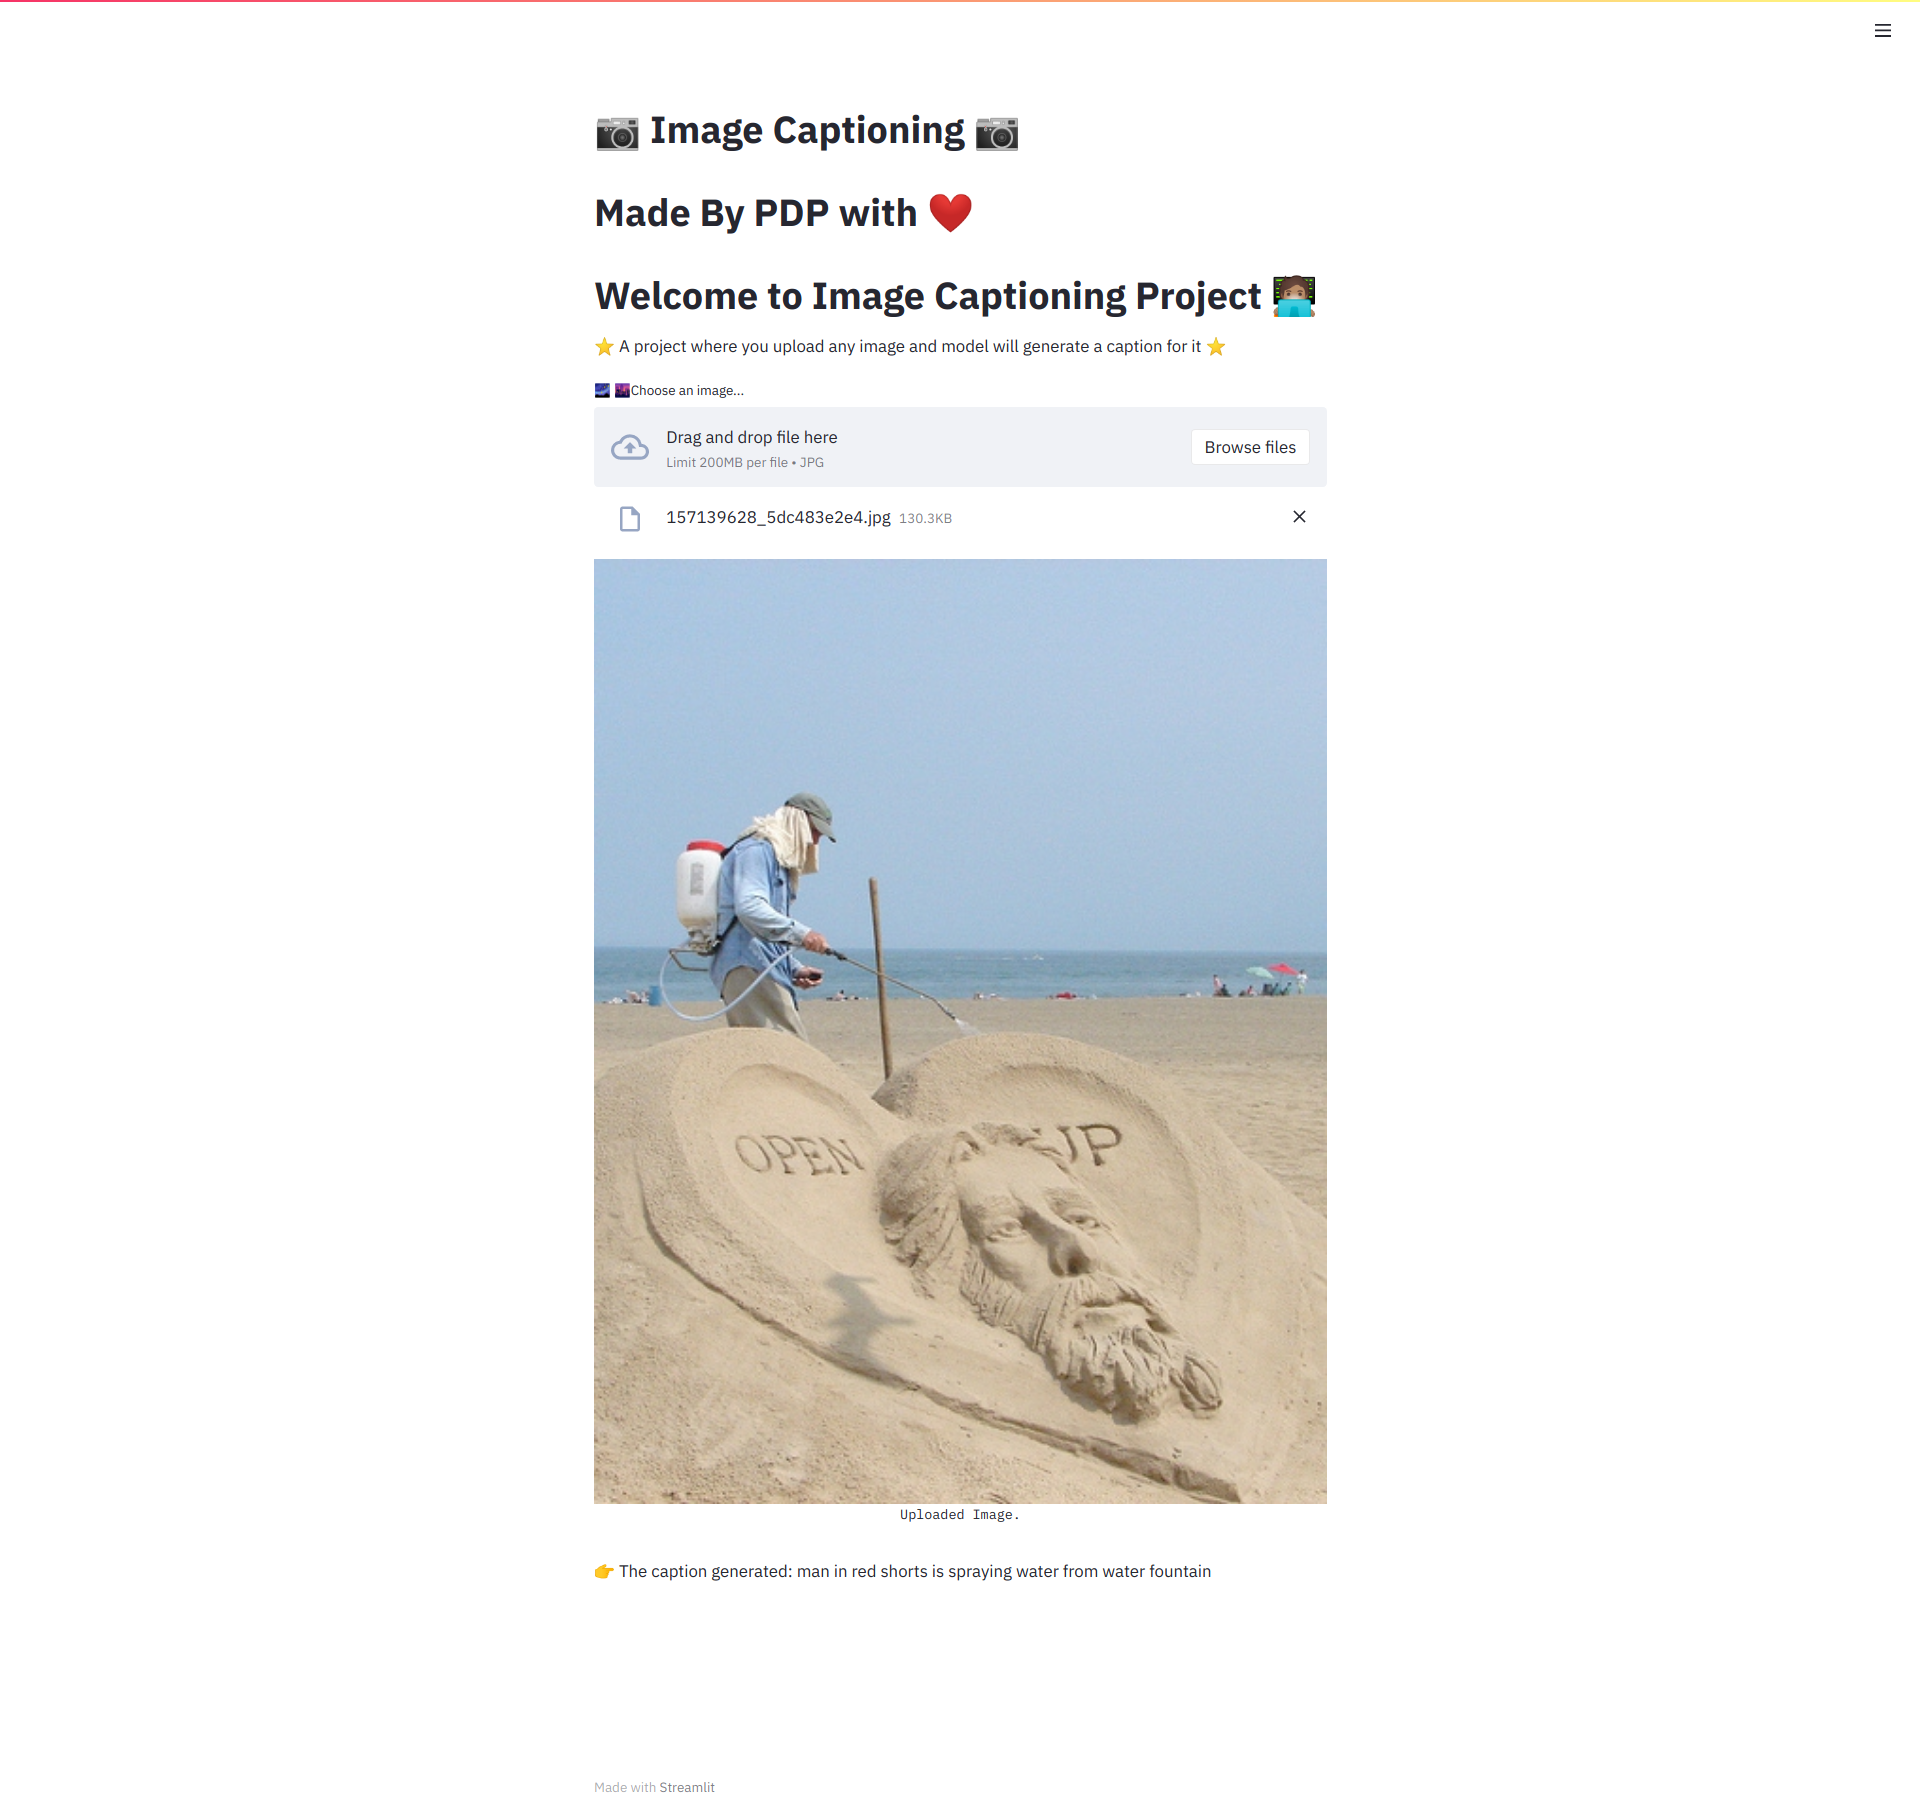 📷 Image Captioning 📷
Made By PDP with ❤️
Welcome to Image Captioning Project 👩🏽‍💻
⭐ A project where you upload any image and model will generate a caption for it ⭐
🌌 🌆Choose an image...
Drag and drop file here
Limit 200MB per file • JPG
Browse files
157139628_5dc483e2e4.jpg 130.3KB
OPEN UP
Uploaded Image.
👉 The caption generated: man in red shorts is spraying water from water fountain
Made with Streamlit